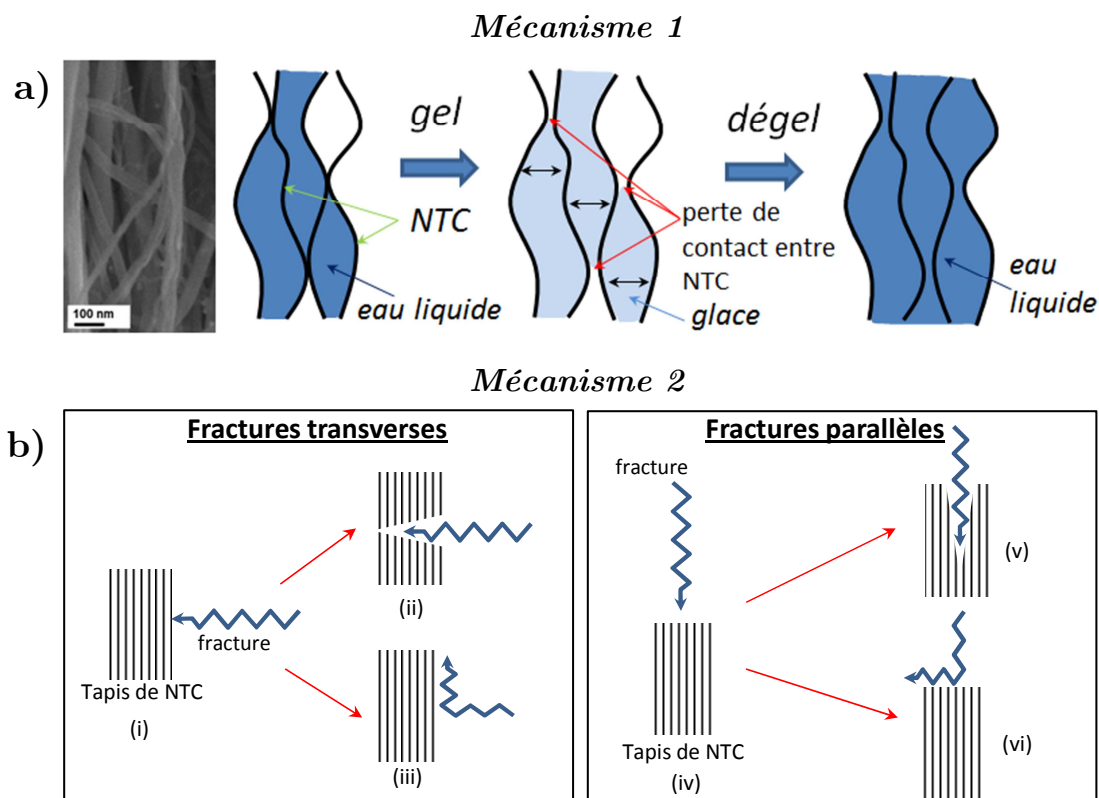 Mécanisme 1
a)
gel
dégel
NTC
perte de
contact entre
NTC
eau liquide
glace
eau
liquide
100 nm
Mécanisme 2
b)
Fractures transverses
Fractures parallèles
fracture
(v)
(ii)
fracture
Tapis de NTC
(i)
(iii)
Tapis de NTC
(iv)
(vi)